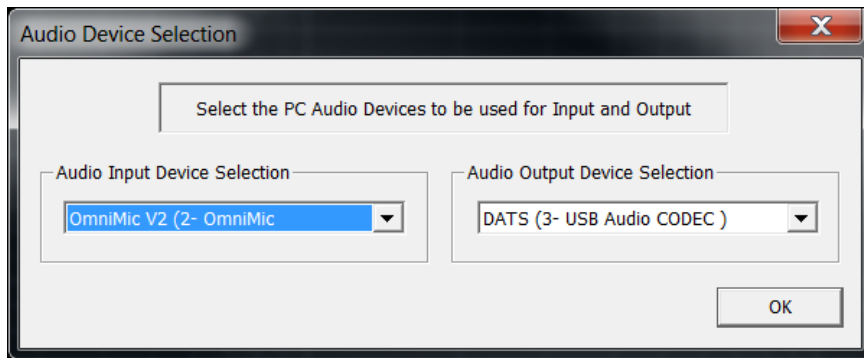 Audio Device Selection
Select the PC Audio Devices to be used for Input and Output
Audio Input Device Selection
Audio Output Device Selection
OmniMic V2 (2- OmniMic
DATS (3- USB Audio CODEC )
OK